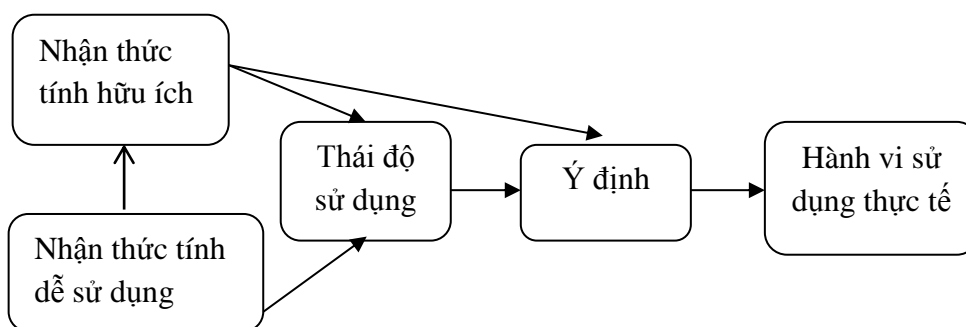 Nhận thức
tính hữu ích
Thái độ
sử dụng
Ý định
Hành vi sử
dụng thực tế
Nhận thức tính
dễ sử dụng